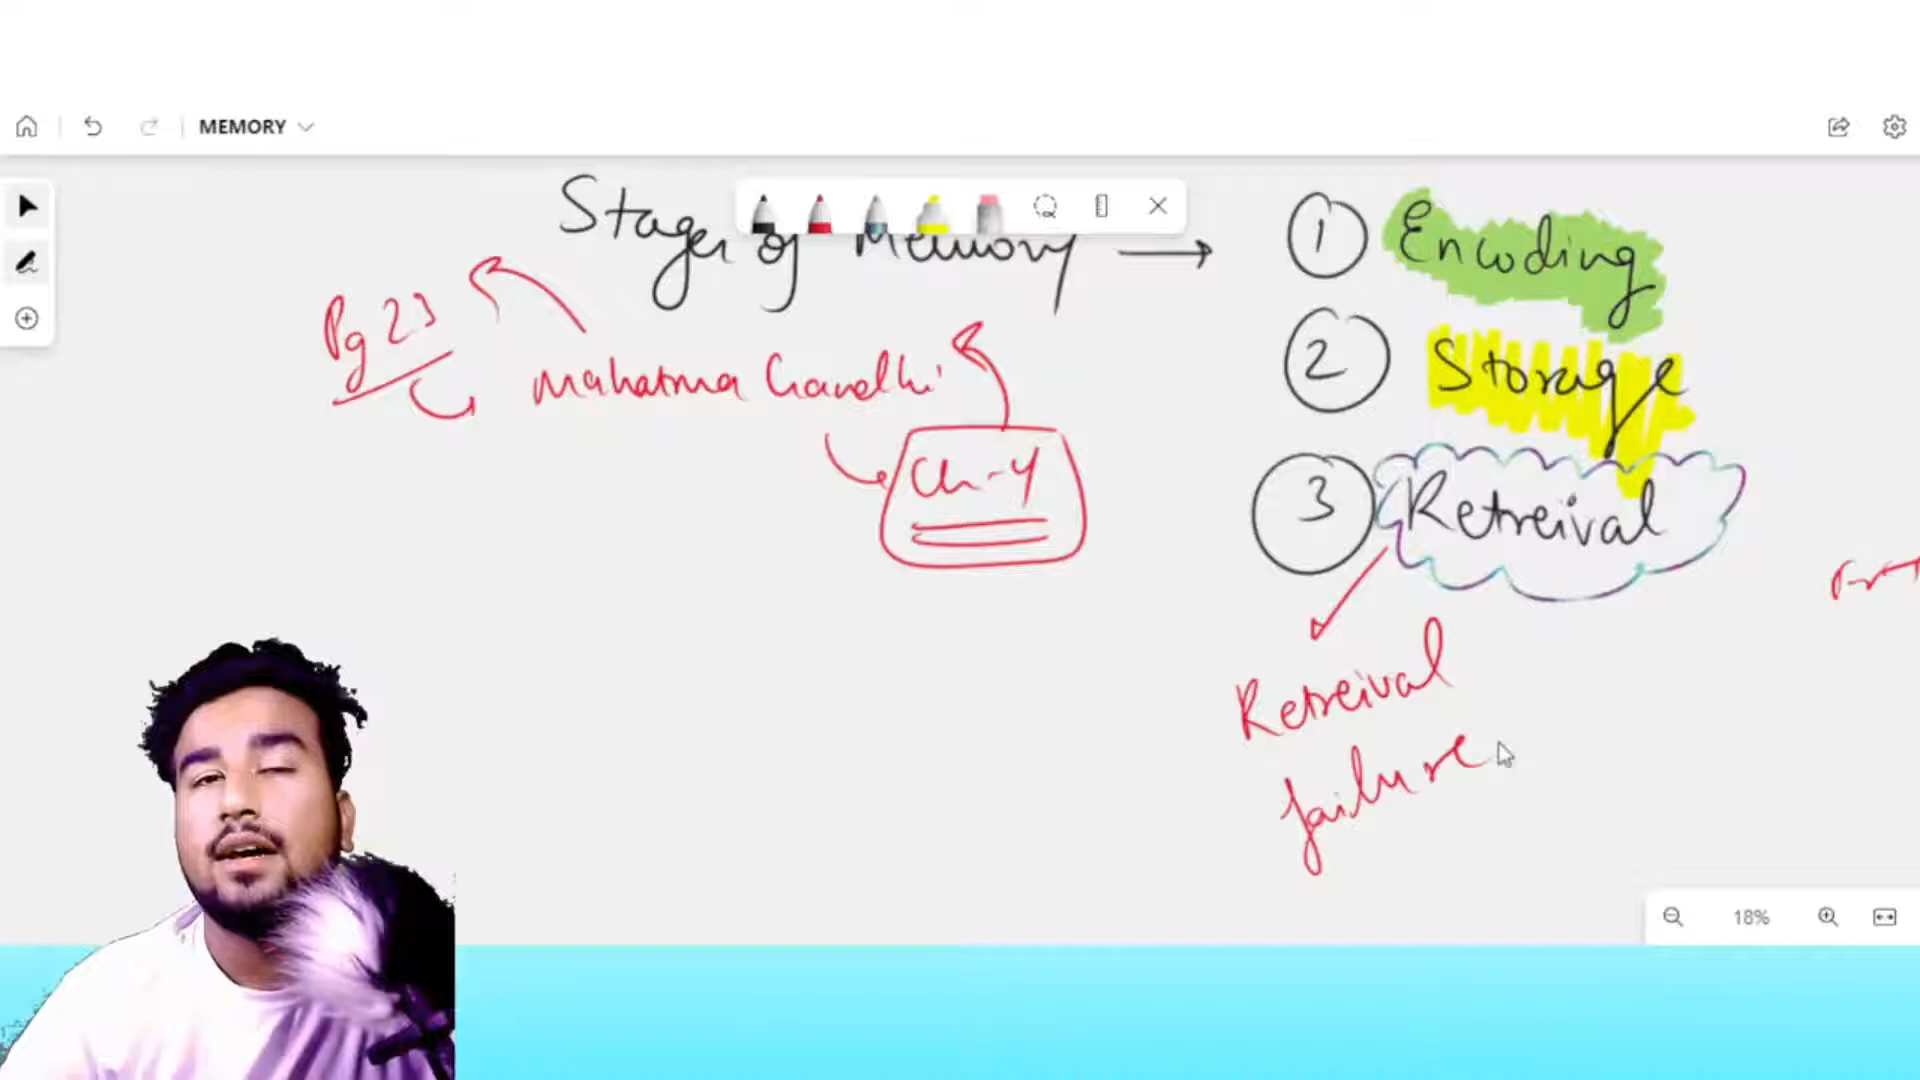 MEMORY
Stages of Memory →
1 Encoding
2 Storage
3 Retreival
Pg 23
Mahatma Gandhi
Ch-4
Retreival
failure
18%